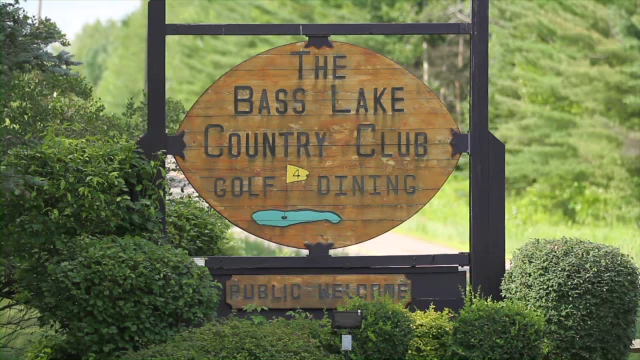 THE
BASS LAKE
COUNTRY CLUB
GOLF 4 DINING
PUBLIC WELCOME